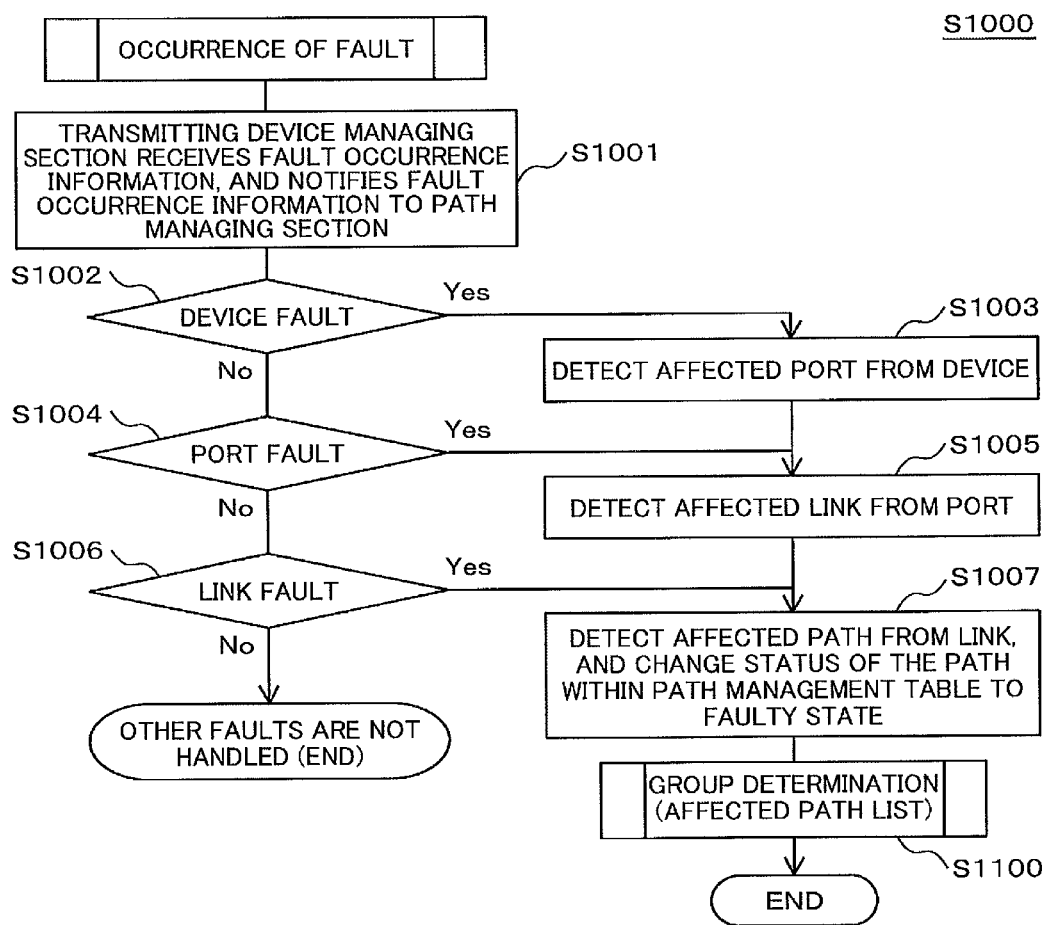 S1000
OCCURRENCE OF FAULT
TRANSMITTING DEVICE MANAGING
SECTION RECEIVES FAULT OCCURRENCE
INFORMATION, AND NOTIFIES FAULT
OCCURRENCE INFORMATION TO PATH
MANAGING SECTION
S1001
S1002
DEVICE FAULT
Yes
No
S1003
DETECT AFFECTED PORT FROM DEVICE
S1004
PORT FAULT
Yes
No
S1005
DETECT AFFECTED LINK FROM PORT
S1006
LINK FAULT
Yes
No
S1007
DETECT AFFECTED PATH FROM LINK,
AND CHANGE STATUS OF THE PATH
WITHIN PATH MANAGEMENT TABLE TO
FAULTY STATE
OTHER FAULTS ARE NOT
HANDLED (END)
GROUP DETERMINATION
(AFFECTED PATH LIST)
S1100
END